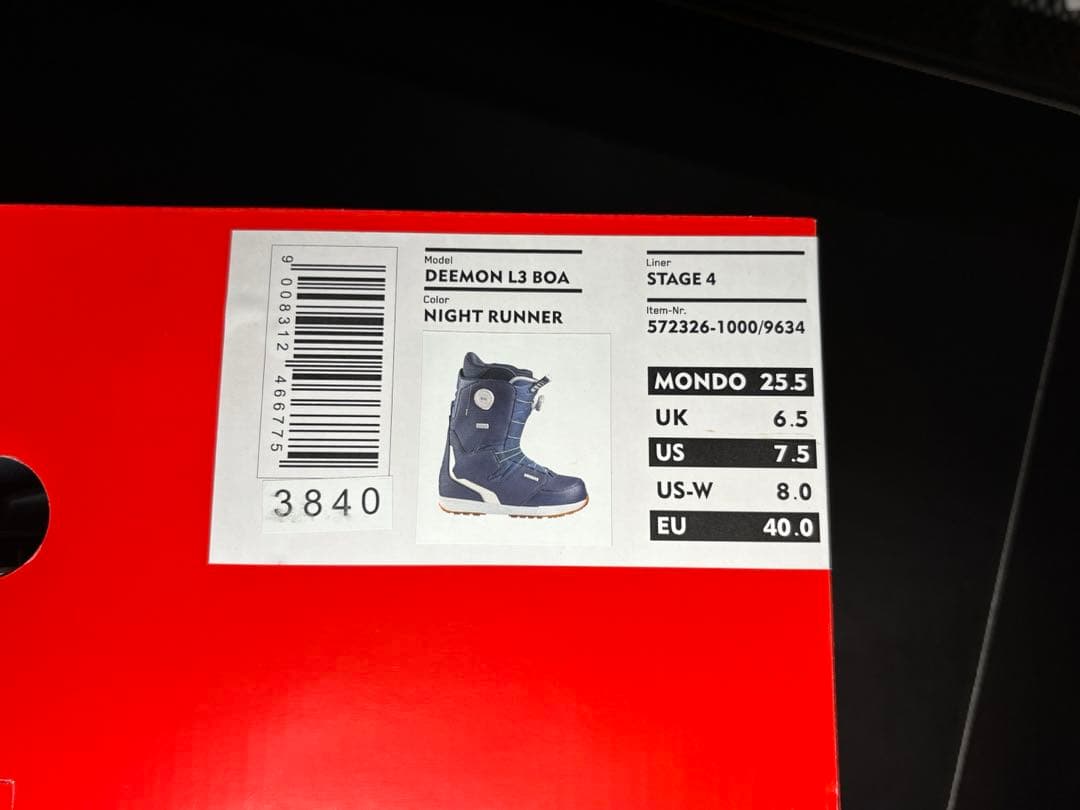 9 008312 466775
3840
Model
DEEMON L3 BOA
Color
NIGHT RUNNER
Liner
STAGE 4
Item-Nr.
572326-1000/9634
MONDO 25.5
UK 6.5
US 7.5
US-W 8.0
EU 40.0